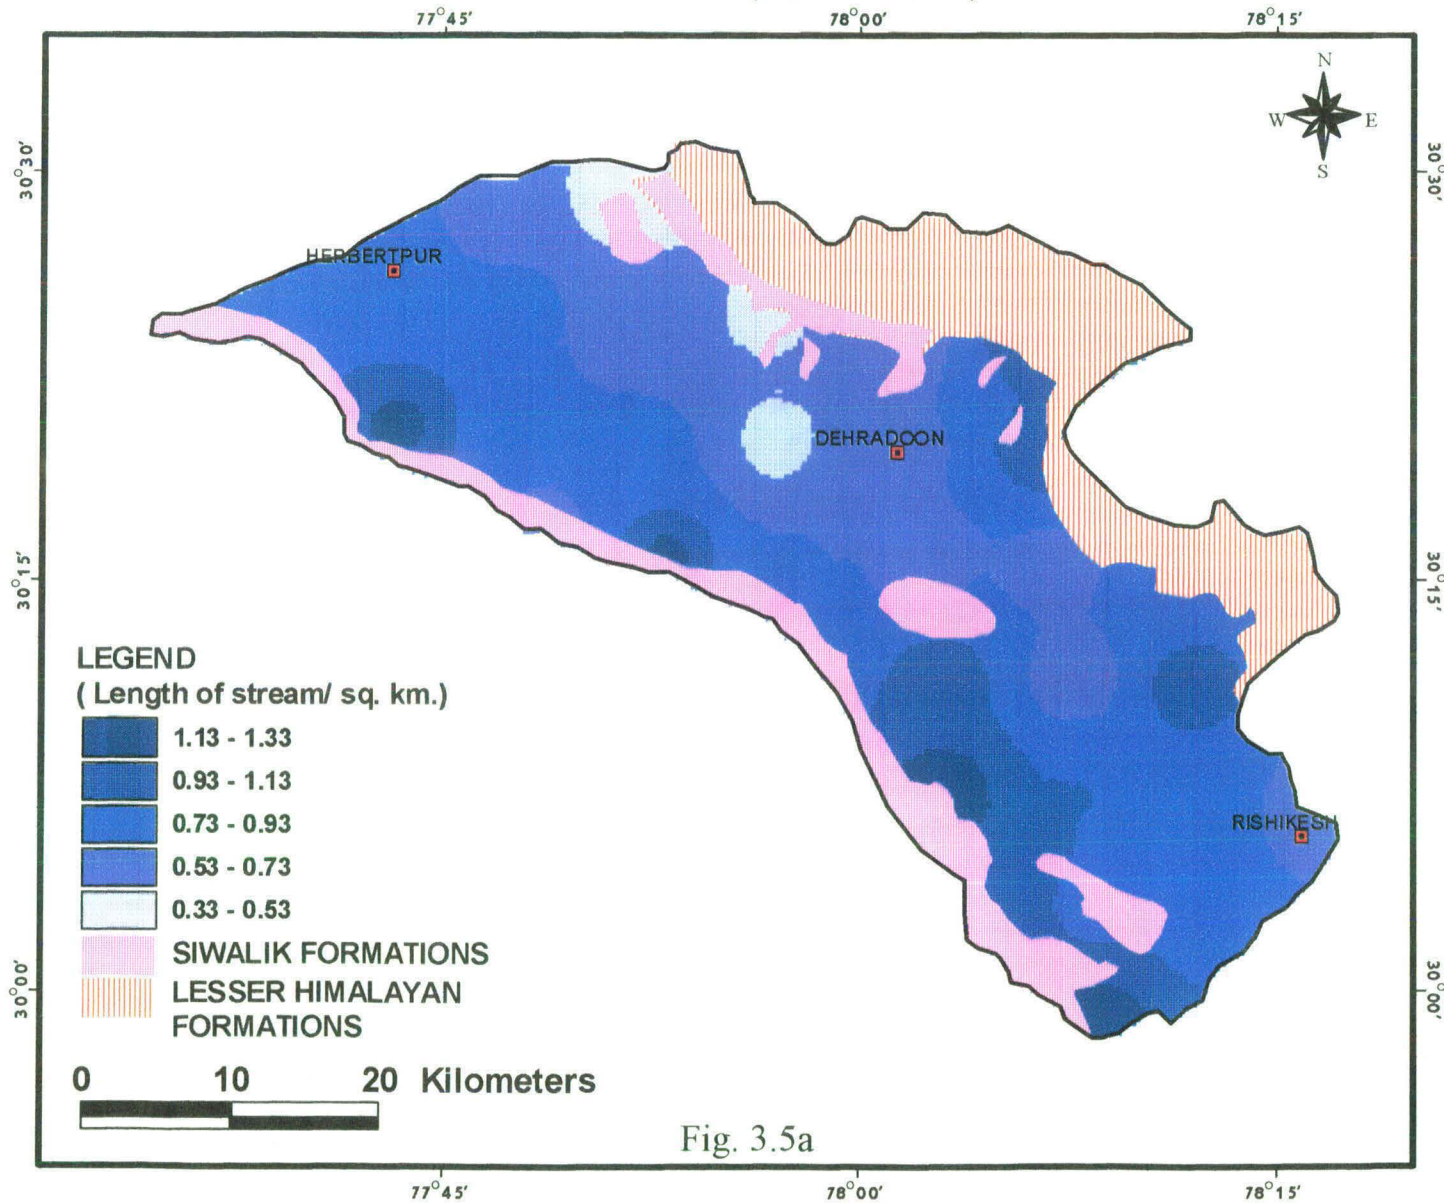 77°45′ 78°00′ 78°15′
N
W E
S
30°30′ 30°30′
HERBERTPUR
DEHRADOON
30°15′ 30°15′
LEGEND
( Length of stream/ sq. km.)
1.13 - 1.33
0.93 - 1.13
0.73 - 0.93
0.53 - 0.73
0.33 - 0.53
RISHIKESH
SIWALIK FORMATIONS
LESSER HIMALAYAN
FORMATIONS
30°00′ 30°00′
0 10 20 Kilometers
Fig. 3.5a
77°45′ 78°00′ 78°15′